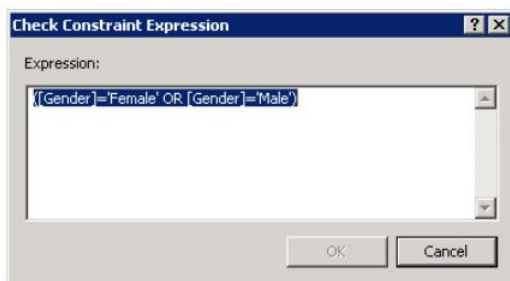 Check Constraint Expression
Expression:
([Gender]='Female' OR [Gender]='Male')
OK
Cancel